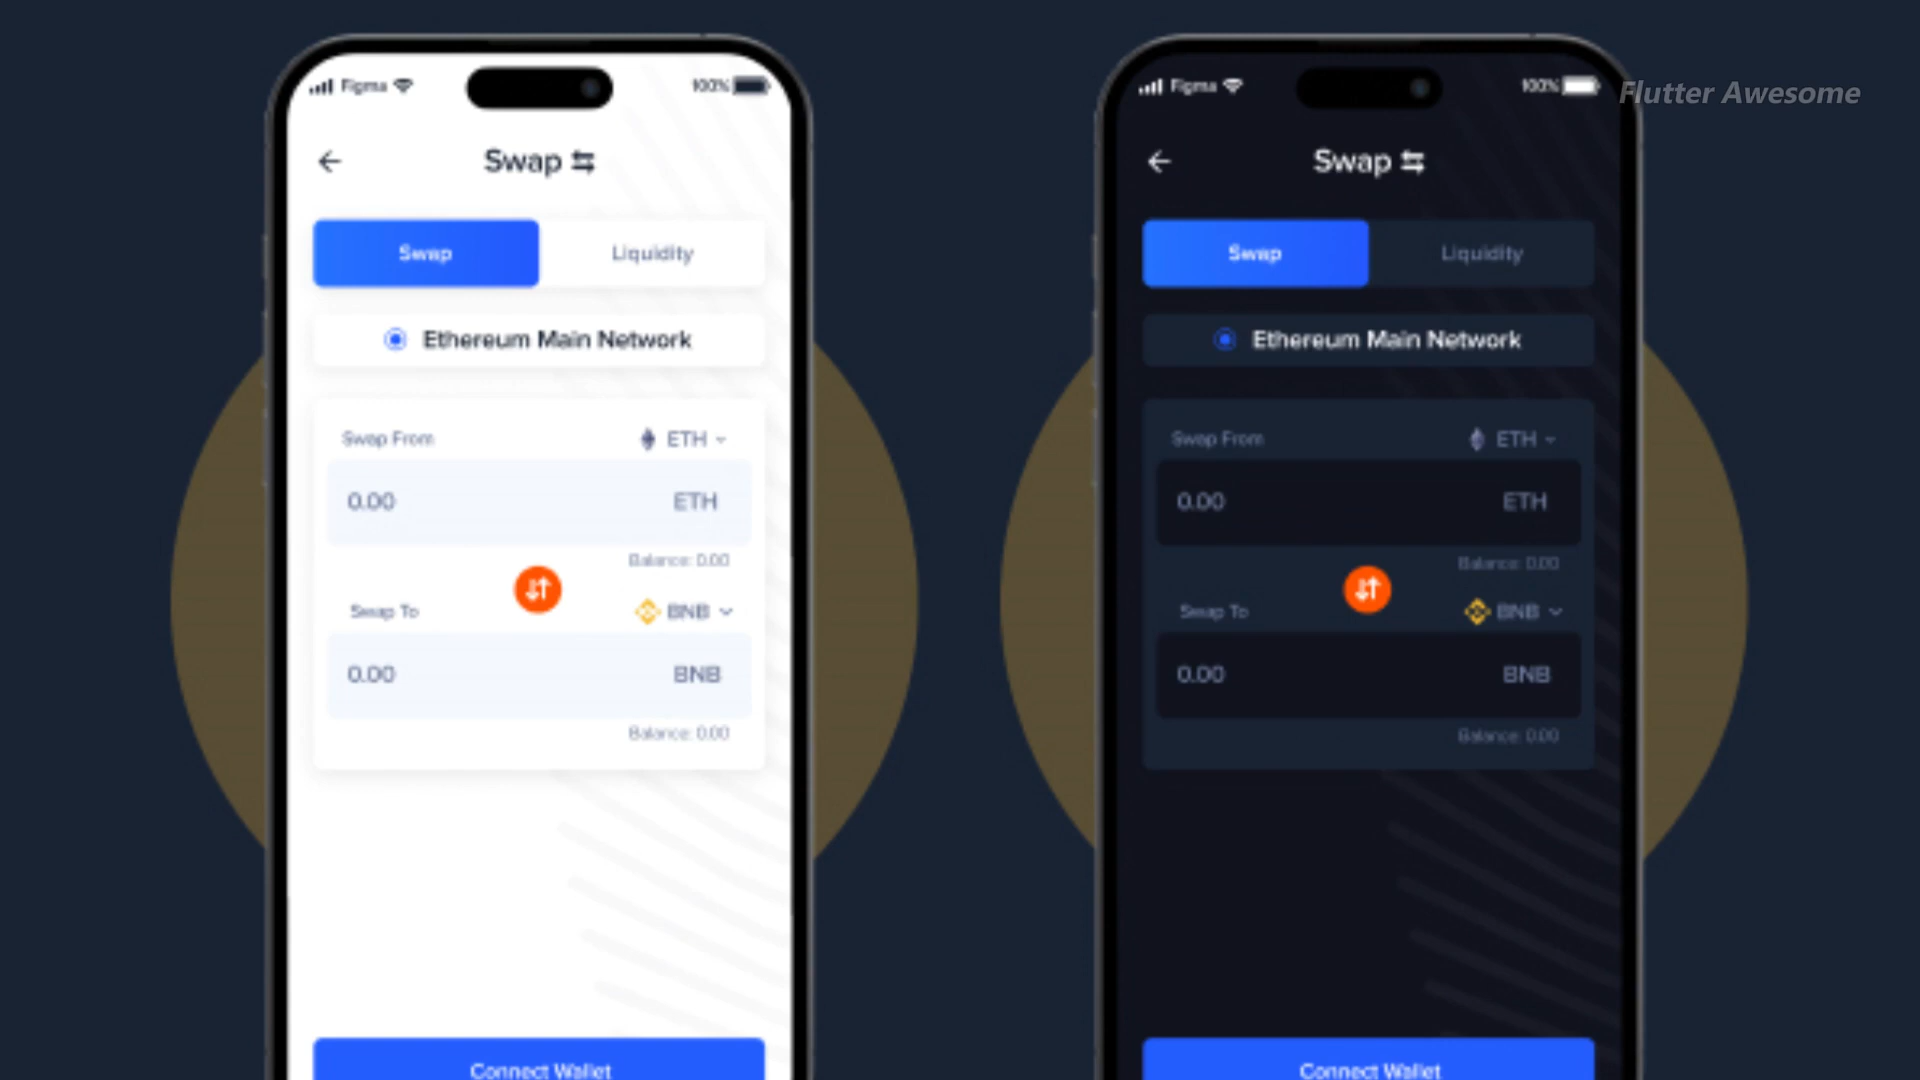 Figma 100%
Swap
Swap Liquidity
Ethereum Main Network
Swap From ETH
0.00 ETH
Balance: 0.00
Swap To BNB
0.00 BNB
Balance: 0.00
Connect Wallet
Figma 100%
Swap
Swap Liquidity
Ethereum Main Network
Swap From ETH
0.00 ETH
Balance: 0.00
Swap To BNB
0.00 BNB
Balance: 0.00
Connect Wallet
Flutter Awesome